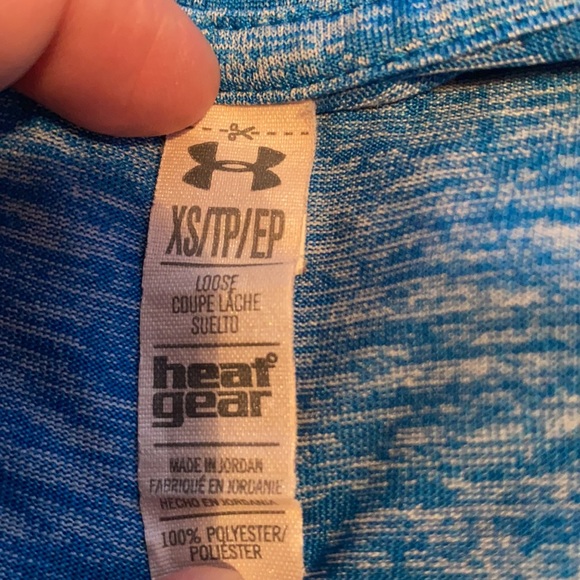 XS/TP/EP
LOOSE
COUPE LÂCHE
SUELTO
heat
gear
MADE IN JORDAN
FABRIQUÉ EN JORDANIE
HECHO EN JORDANIA
100% POLYESTER/
POLIÉSTER